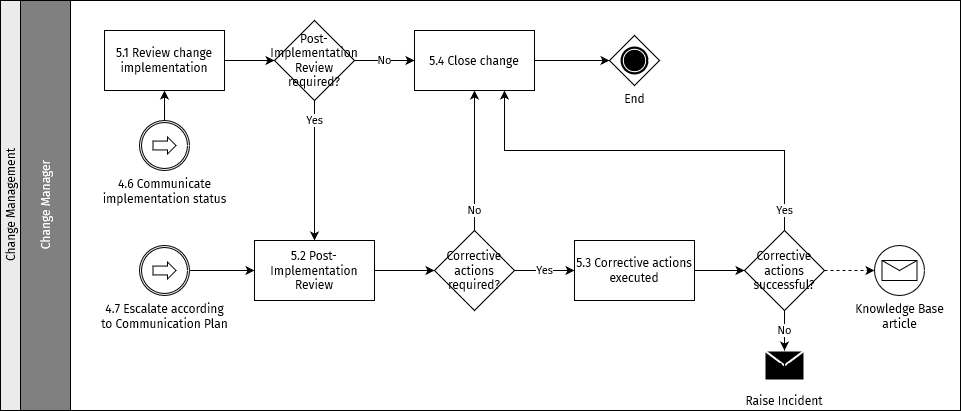 Change Management
Change Manager
5.1 Review change
implementation
Post-
Implementation
Review
required?
No
5.4 Close change
End
Yes
4.6 Communicate
implementation status
No
Yes
4.7 Escalate according
to Communication Plan
5.2 Post-
Implementation
Review
Corrective
actions
required?
Yes
5.3 Corrective actions
executed
Corrective
actions
successful?
Knowledge Base
article
No
Raise Incident